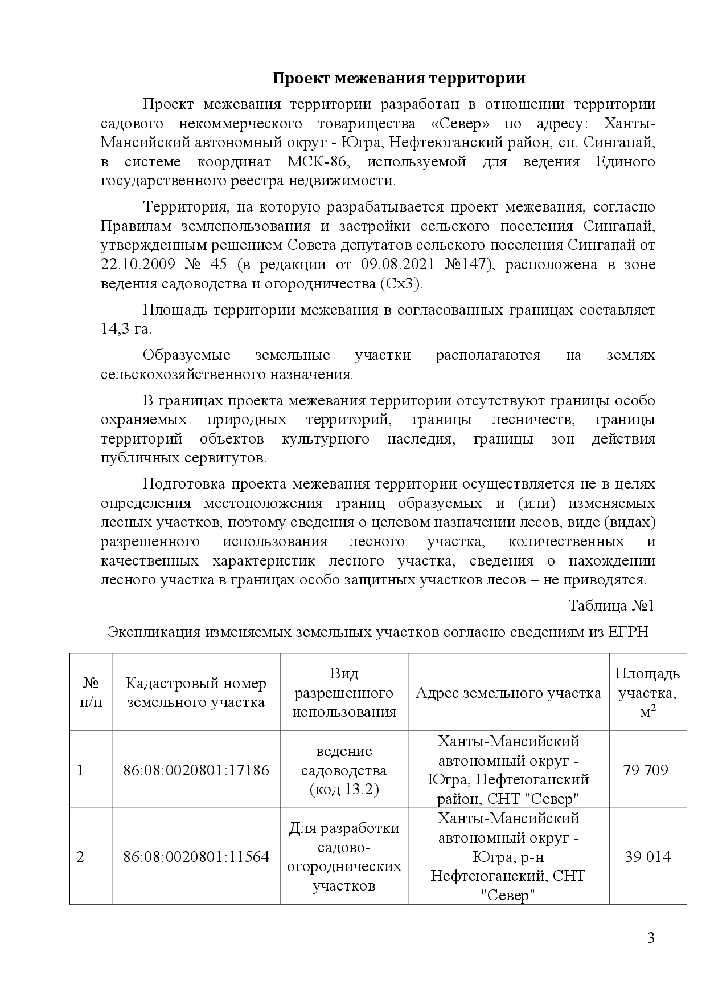 Проект межевания территории
Проект межевания территории разработан в отношении территории
садового некоммерческого товарищества «Север» по адресу: Ханты-
Мансийский автономный округ - Югра, Нефтеюганский район, сп. Сингапай,
в системе координат МСК-86, используемой для ведения Единого
государственного реестра недвижимости.
Территория, на которую разрабатывается проект межевания, согласно
Правилам землепользования и застройки сельского поселения Сингапай,
утвержденным решением Совета депутатов сельского поселения Сингапай от
22.10.2009 № 45 (в редакции от 09.08.2021 №147), расположена в зоне
ведения садоводства и огородничества (Сх3).
Площадь территории межевания в согласованных границах составляет
14,3 га.
Образуемые земельные участки располагаются на землях
сельскохозяйственного назначения.
В границах проекта межевания территории отсутствуют границы особо
охраняемых природных территорий, границы лесничеств, границы
территорий объектов культурного наследия, границы зон действия
публичных сервитутов.
Подготовка проекта межевания территории осуществляется не в целях
определения местоположения границ образуемых и (или) изменяемых
лесных участков, поэтому сведения о целевом назначении лесов, виде (видах)
разрешенного использования лесного участка, количественных и
качественных характеристик лесного участка, сведения о нахождении
лесного участка в границах особо защитных участков лесов – не приводятся.
Таблица №1
Экспликация изменяемых земельных участков согласно сведениям из ЕГРН
№
п/п
Кадастровый номер
земельного участка
Вид
разрешенного
использования
Адрес земельного участка
Площадь
участка,
м²
1
86:08:0020801:17186
ведение
садоводства
(код 13.2)
Ханты-Мансийский
автономный округ -
Югра, Нефтеюганский
район, СНТ "Север"
79 709
2
86:08:0020801:11564
Для разработки
садово-
огороднических
участков
Ханты-Мансийский
автономный округ -
Югра, р-н
Нефтеюганский, СНТ
"Север"
39 014
3